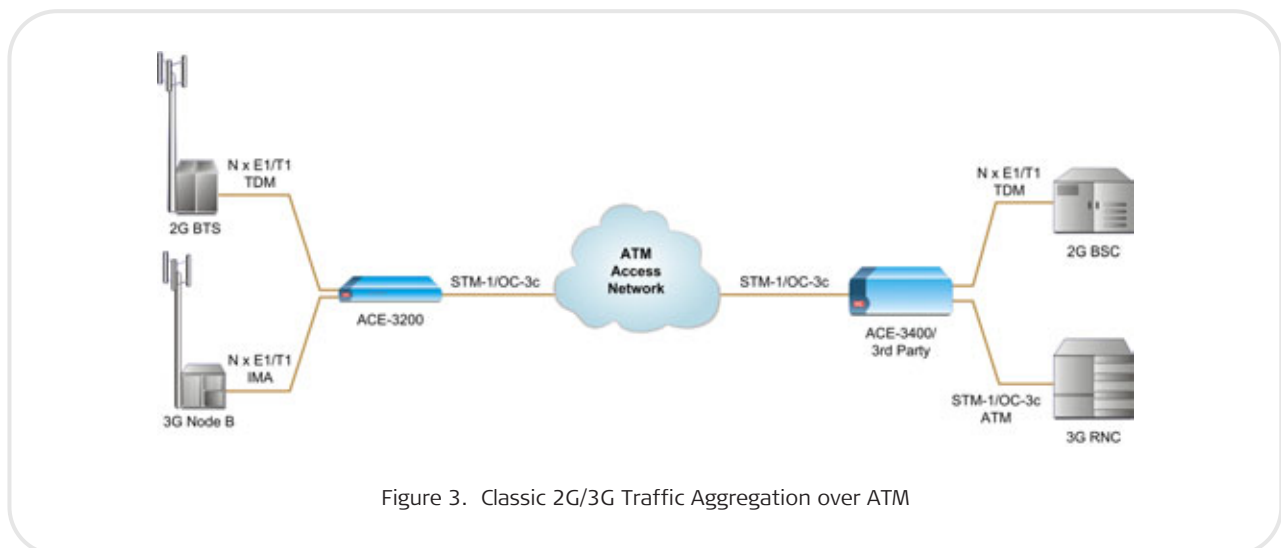 N x E1/T1
TDM
2G BTS
N x E1/T1
IMA
3G Node B
ACE-3200
STM-1/OC-3c
ATM
Access
Network
STM-1/OC-3c
ACE-3400/
3rd Party
N x E1/T1
TDM
2G BSC
STM-1/OC-3c
ATM
3G RNC
Figure 3. Classic 2G/3G Traffic Aggregation over ATM